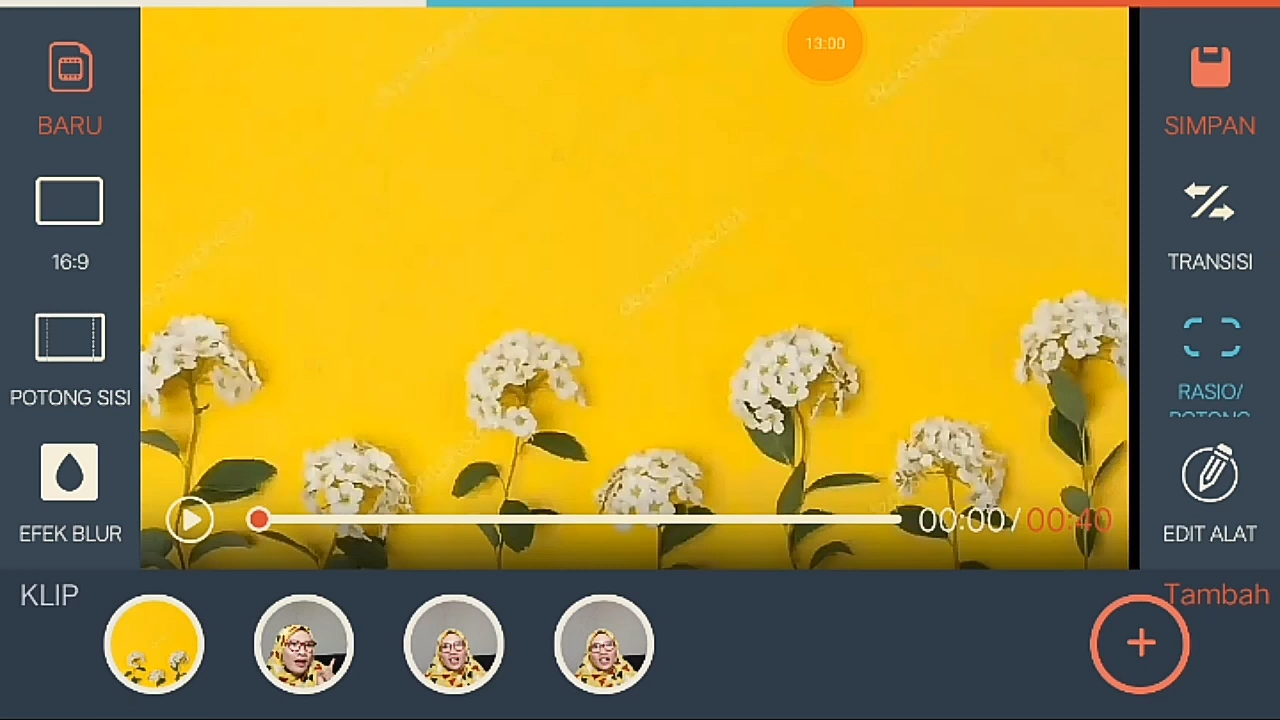 BARU
16:9
POTONG SISI
EFEK BLUR
13:00
00:00/00:40
SIMPAN
TRANSISI
RASIO/
POTONG
EDIT ALAT
KLIP
Tambah